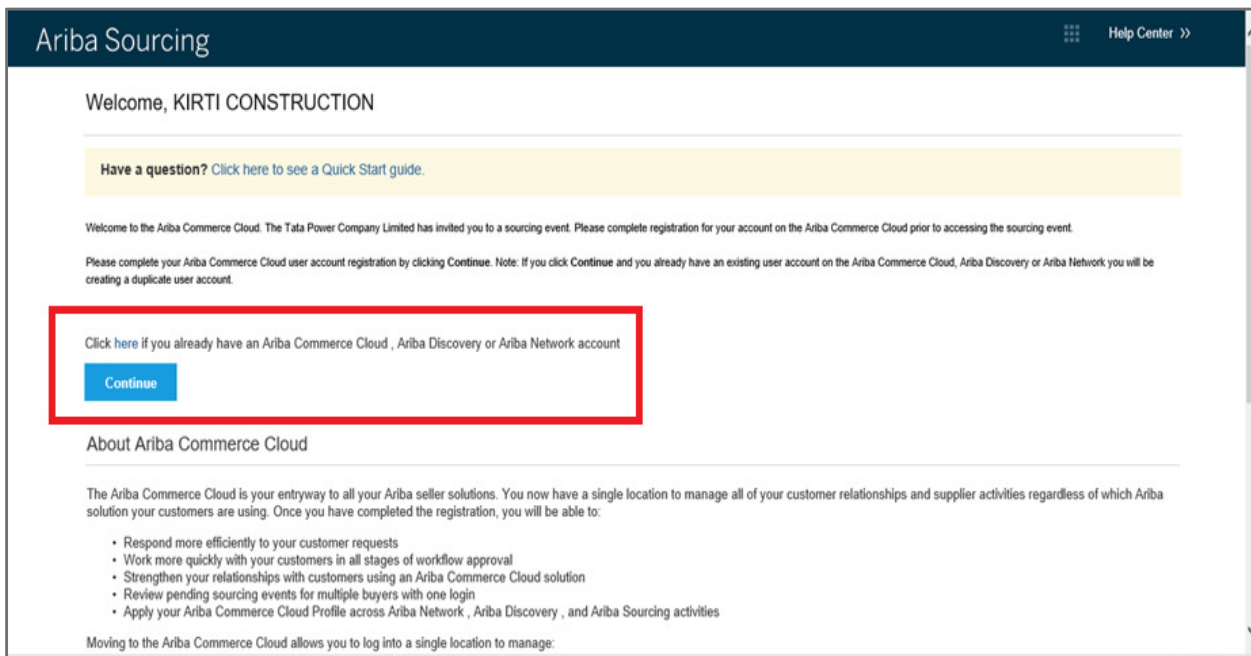 Ariba Sourcing
Help Center »
Welcome, KIRTI CONSTRUCTION
Have a question? Click here to see a Quick Start guide.
Welcome to the Ariba Commerce Cloud. The Tata Power Company Limited has invited you to a sourcing event. Please complete registration for your account on the Ariba Commerce Cloud prior to accessing the sourcing event.
Please complete your Ariba Commerce Cloud user account registration by clicking Continue. Note: If you click Continue and you already have an existing user account on the Ariba Commerce Cloud, Ariba Discovery or Ariba Network you will be
creating a duplicate user account.
Click here if you already have an Ariba Commerce Cloud , Ariba Discovery or Ariba Network account
Continue
About Ariba Commerce Cloud
The Ariba Commerce Cloud is your entryway to all your Ariba seller solutions. You now have a single location to manage all of your customer relationships and supplier activities regardless of which Ariba
solution your customers are using. Once you have completed the registration, you will be able to:
• Respond more efficiently to your customer requests
• Work more quickly with your customers in all stages of workflow approval
• Strengthen your relationships with customers using an Ariba Commerce Cloud solution
• Review pending sourcing events for multiple buyers with one login
• Apply your Ariba Commerce Cloud Profile across Ariba Network , Ariba Discovery , and Ariba Sourcing activities
Moving to the Ariba Commerce Cloud allows you to log into a single location to manage: